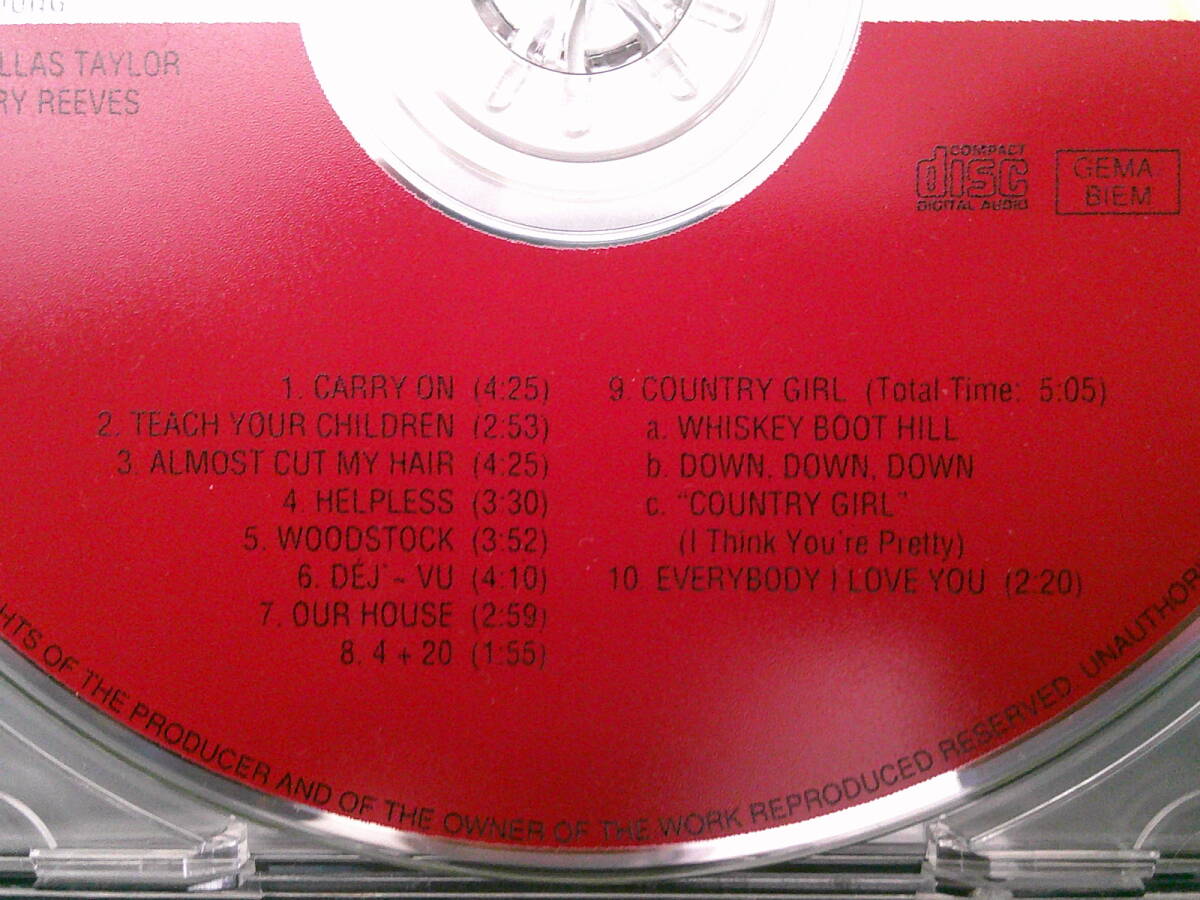 LLAS TAYLOR
RY REEVES
COMPACT
disc
DIGITAL AUDIO
GEMA
BIEM
1. CARRY ON (4:25)
2. TEACH YOUR CHILDREN (2:53)
3. ALMOST CUT MY HAIR (4:25)
4. HELPLESS (3:30)
5. WOODSTOCK (3:52)
6. DÉJ` ~ VU (4:10)
7. OUR HOUSE (2:59)
8. 4 + 20 (1:55)
9. COUNTRY GIRL (Total Time: 5:05)
a. WHISKEY BOOT HILL
b. DOWN, DOWN, DOWN
c. “COUNTRY GIRL”
(I Think You're Pretty)
10 EVERYBODY I LOVE YOU (2:20)
HTS OF THE PRODUCER AND OF THE OWNER OF THE WORK REPRODUCED RESERVED. UNAUTHOR